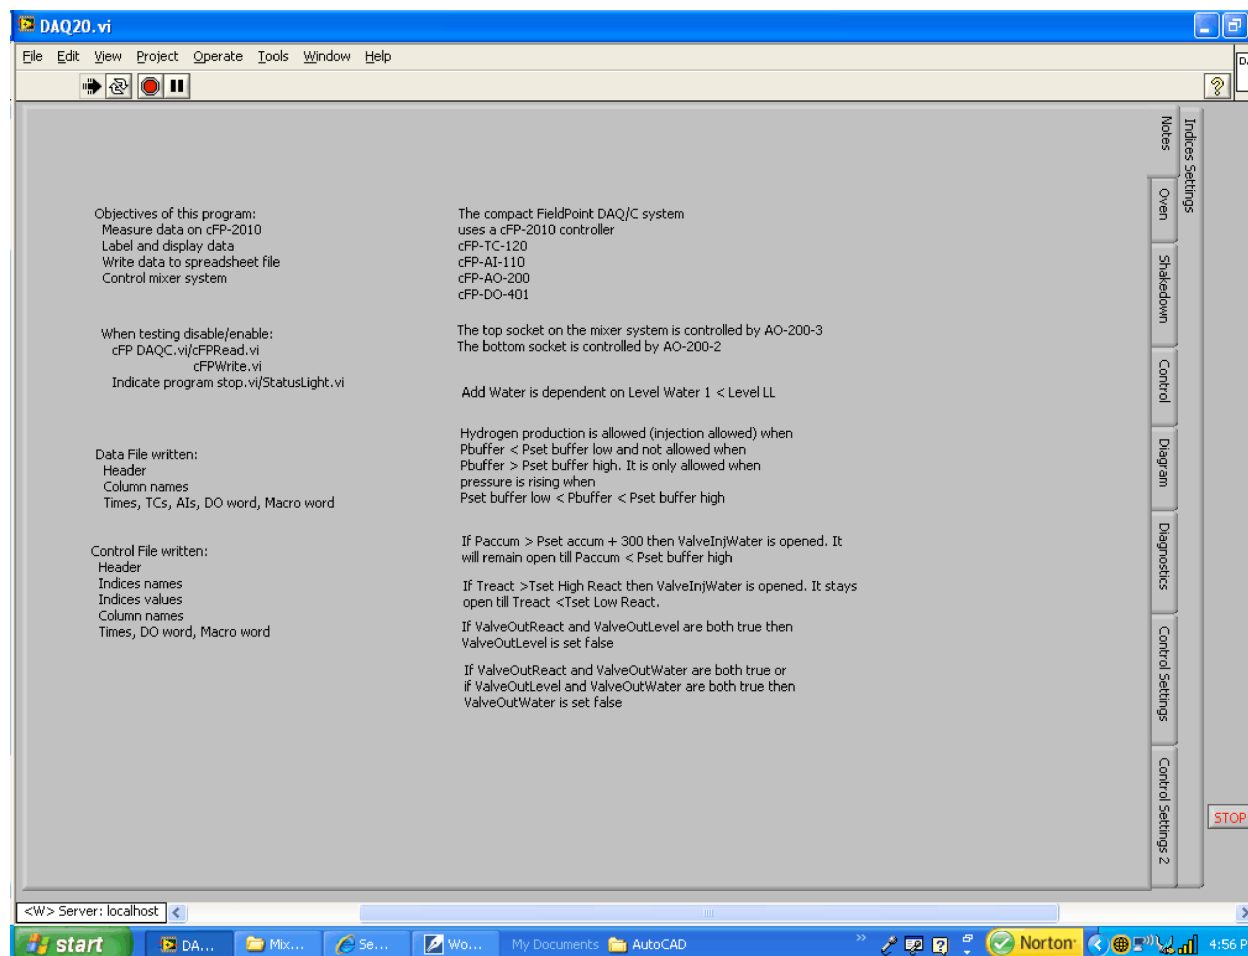 DAQ20.vi
File Edit View Project Operate Tools Window Help
Objectives of this program:
Measure data on cFP-2010
Label and display data
Write data to spreadsheet file
Control mixer system
When testing disable/enable:
cFP DAQC.vi/cFPRead.vi
cFPWrite.vi
Indicate program stop.vi/StatusLight.vi
Data File written:
Header
Column names
Times, TCs, AIs, DO word, Macro word
Control File written:
Header
Indices names
Indices values
Column names
Times, DO word, Macro word
The compact FieldPoint DAQ/C system
uses a cFP-2010 controller
cFP-TC-120
cFP-AI-110
cFP-AO-200
cFP-DO-401
The top socket on the mixer system is controlled by AO-200-3
The bottom socket is controlled by AO-200-2
Add Water is dependent on Level Water 1 < Level LL
Hydrogen production is allowed (injection allowed) when
Pbuffer < Pset buffer low and not allowed when
Pbuffer > Pset buffer high. It is only allowed when
pressure is rising when
Pset buffer low < Pbuffer < Pset buffer high
If Paccum > Pset accum + 300 then ValveInjWater is opened. It
will remain open till Paccum < Pset buffer high
If Treact >Tset High React then ValveInjWater is opened. It stays
open till Treact <Tset Low React.
If ValveOutReact and ValveOutLevel are both true then
ValveOutLevel is set false
If ValveOutReact and ValveOutWater are both true or
if ValveOutLevel and ValveOutWater are both true then
ValveOutWater is set false
Indices Settings
Notes
Oven
Shakedown
Control
Diagram
Diagnostics
Control Settings
Control Settings 2
STOP
<W> Server: localhost
start DA... Mix... Se... Wo... My Documents AutoCAD » Norton 4:56 P